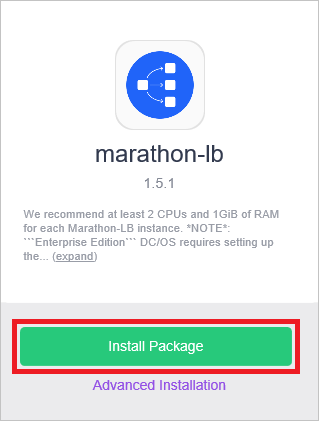 marathon-lb
1.5.1
We recommend at least 2 CPUs and 1GiB of RAM
for each Marathon-LB instance. *NOTE*:
```Enterprise Edition``` DC/OS requires setting up
the... (expand)
Install Package
Advanced Installation